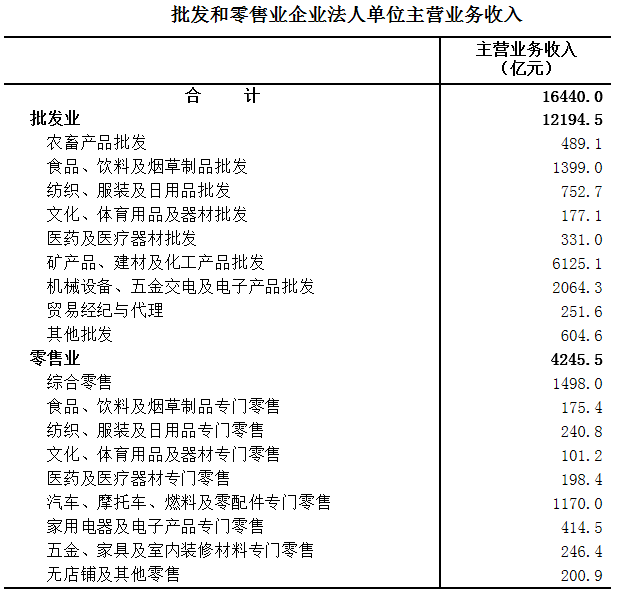 批发和零售业企业法人单位主营业务收入
主营业务收入
（亿元）
合 计 16440.0
批发业 12194.5
农畜产品批发 489.1
食品、饮料及烟草制品批发 1399.0
纺织、服装及日用品批发 752.7
文化、体育用品及器材批发 177.1
医药及医疗器材批发 331.0
矿产品、建材及化工产品批发 6125.1
机械设备、五金交电及电子产品批发 2064.3
贸易经纪与代理 251.6
其他批发 604.6
零售业 4245.5
综合零售 1498.0
食品、饮料及烟草制品专门零售 175.4
纺织、服装及日用品专门零售 240.8
文化、体育用品及器材专门零售 101.2
医药及医疗器材专门零售 198.4
汽车、摩托车、燃料及零配件专门零售 1170.0
家用电器及电子产品专门零售 414.5
五金、家具及室内装修材料专门零售 246.4
无店铺及其他零售 200.9